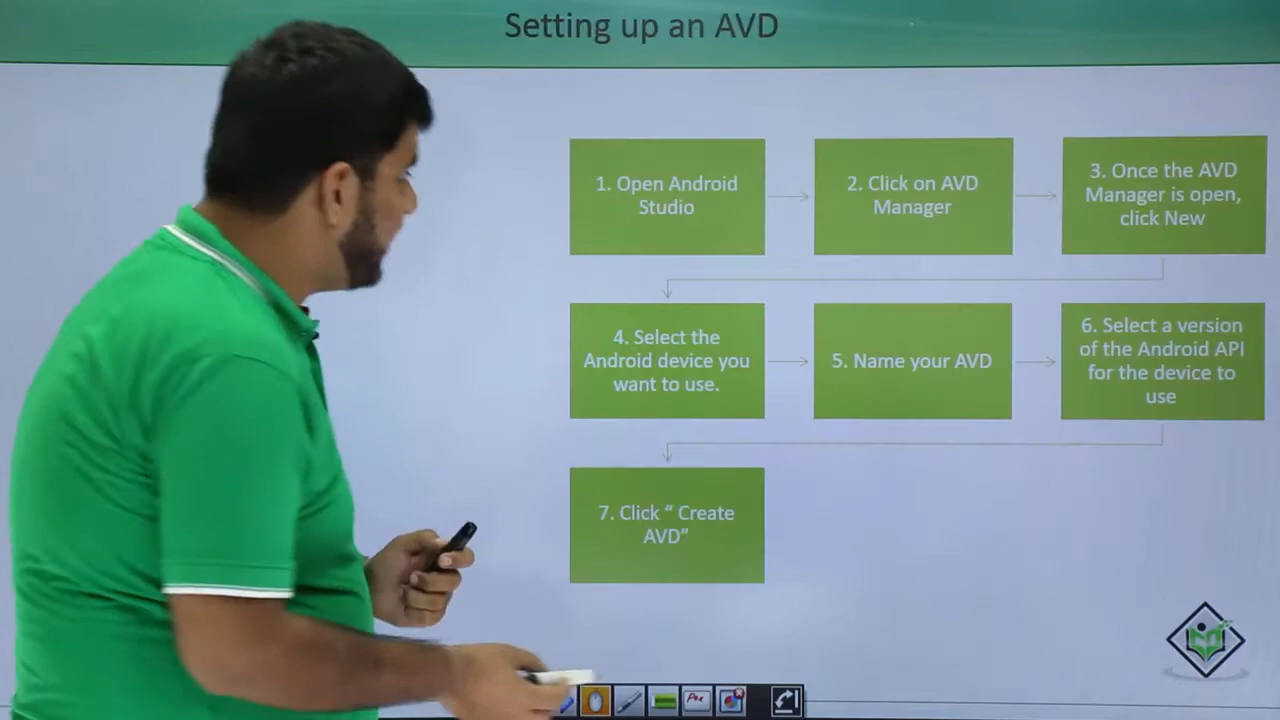 Setting up an AVD
1. Open Android
Studio
2. Click on AVD
Manager
3. Once the AVD
Manager is open,
click New
4. Select the
Android device you
want to use.
5. Name your AVD
6. Select a version
of the Android API
for the device to
use
7. Click “ Create
AVD”